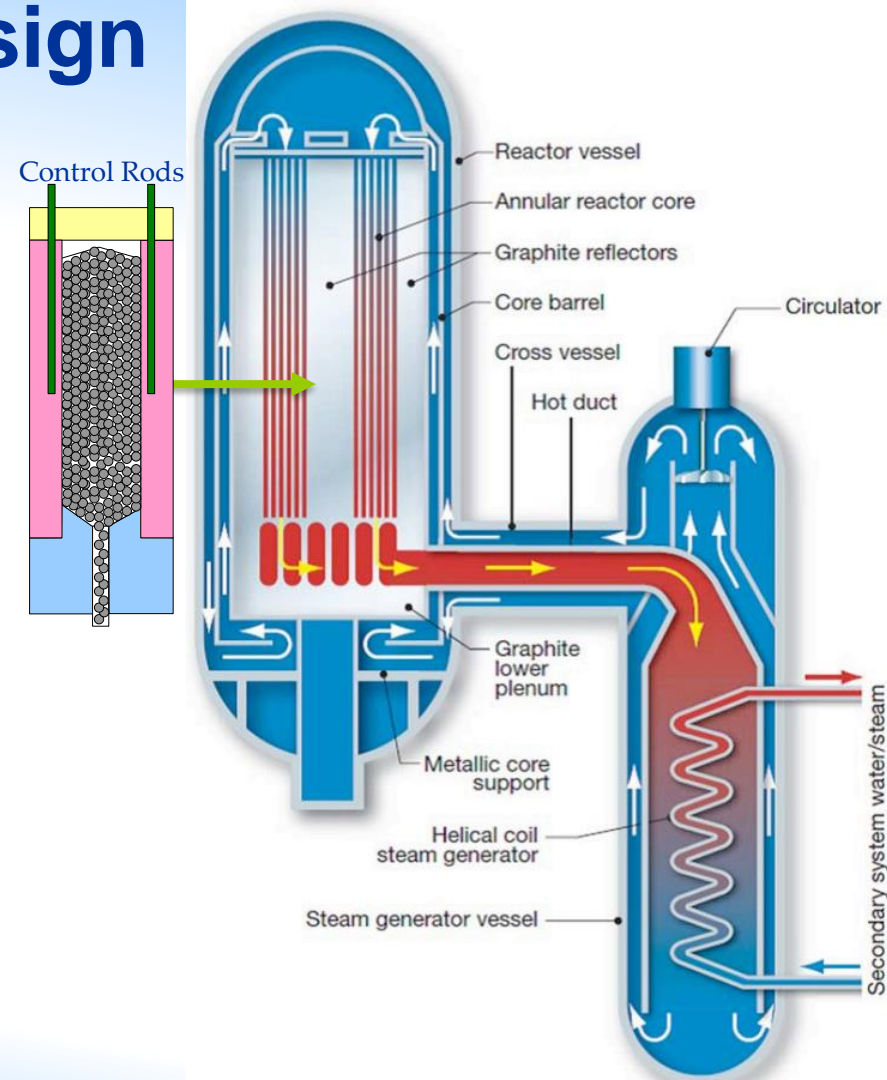 sign
Control Rods
Reactor vessel
Annular reactor core
Graphite reflectors
Core barrel
Cross vessel
Hot duct
Circulator
Graphite
lower
plenum
Metallic core
support
Helical coil
steam generator
Steam generator vessel
Secondary system water/steam